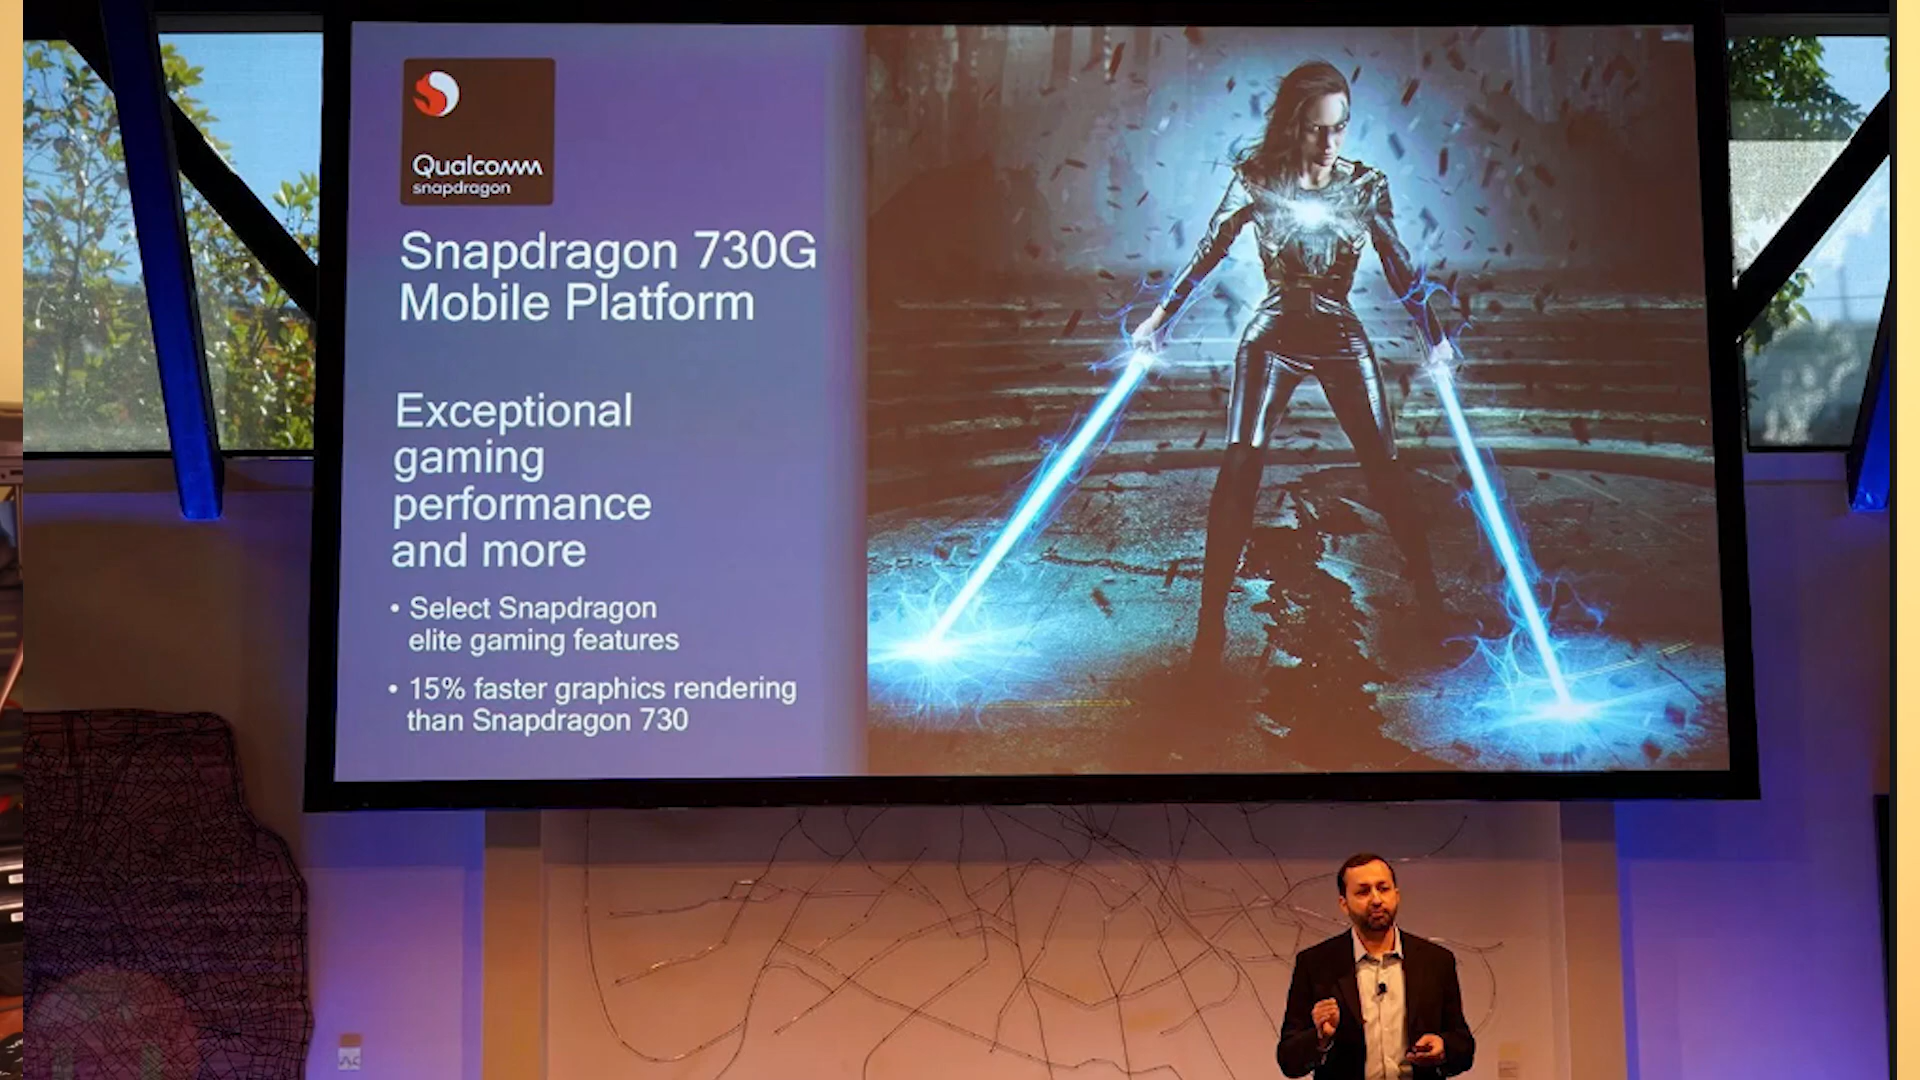 Qualcomm
snapdragon
Snapdragon 730G
Mobile Platform
Exceptional
gaming
performance
and more
• Select Snapdragon
elite gaming features
• 15% faster graphics rendering
than Snapdragon 730